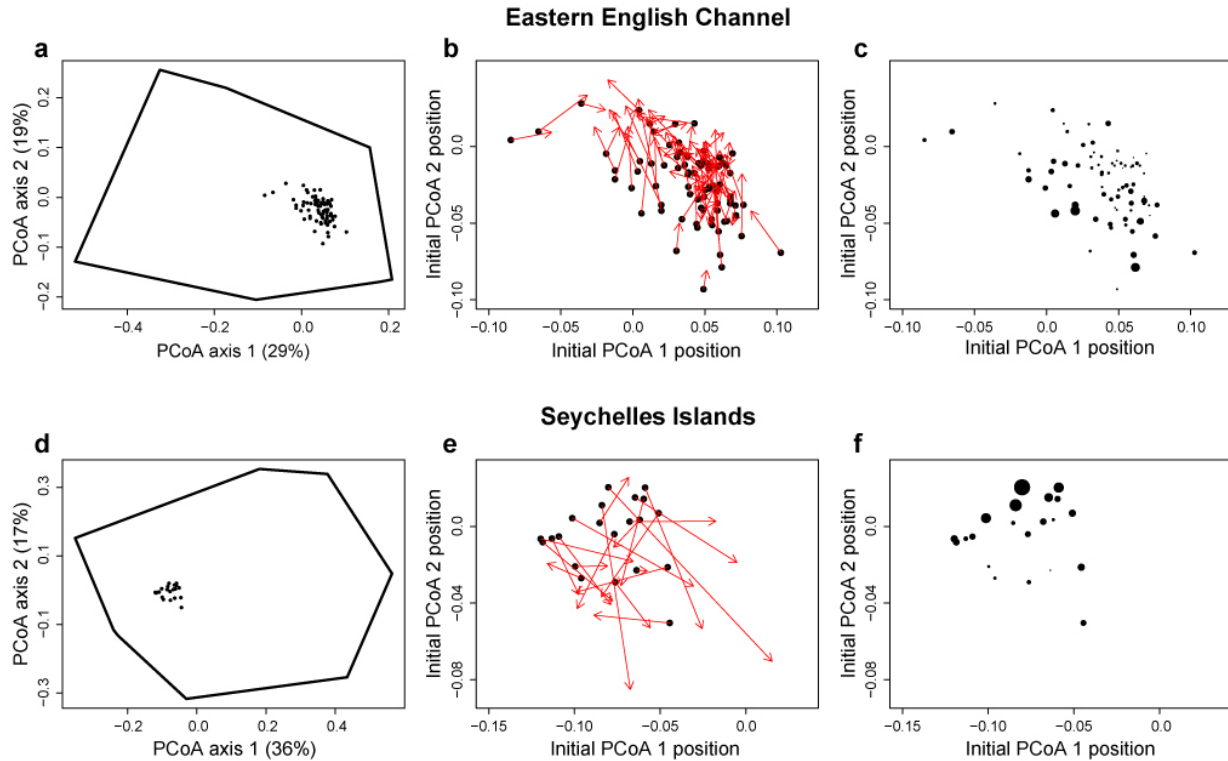 Eastern English Channel
a
b
c
PCoA axis 2 (19%)
0.2
0.1
0.0
−0.1
−0.2
−0.4
−0.2
0.0
0.2
PCoA axis 1 (29%)
Initial PCoA 2 position
0.0
−0.05
−0.10
−0.10
−0.05
0.0
0.05
0.10
Initial PCoA 1 position
Initial PCoA 2 position
0.0
−0.05
−0.10
−0.10
−0.05
0.0
0.05
0.10
Initial PCoA 1 position
Seychelles Islands
d
e
f
PCoA axis 2 (17%)
0.3
0.1
−0.1
−0.3
−0.2
0.0
0.2
0.4
PCoA axis 1 (36%)
Initial PCoA 2 position
0.0
−0.04
−0.08
−0.15
−0.10
−0.05
0.0
Initial PCoA 1 position
Initial PCoA 2 position
0.0
−0.04
−0.08
−0.15
−0.10
−0.05
0.0
Initial PCoA 1 position